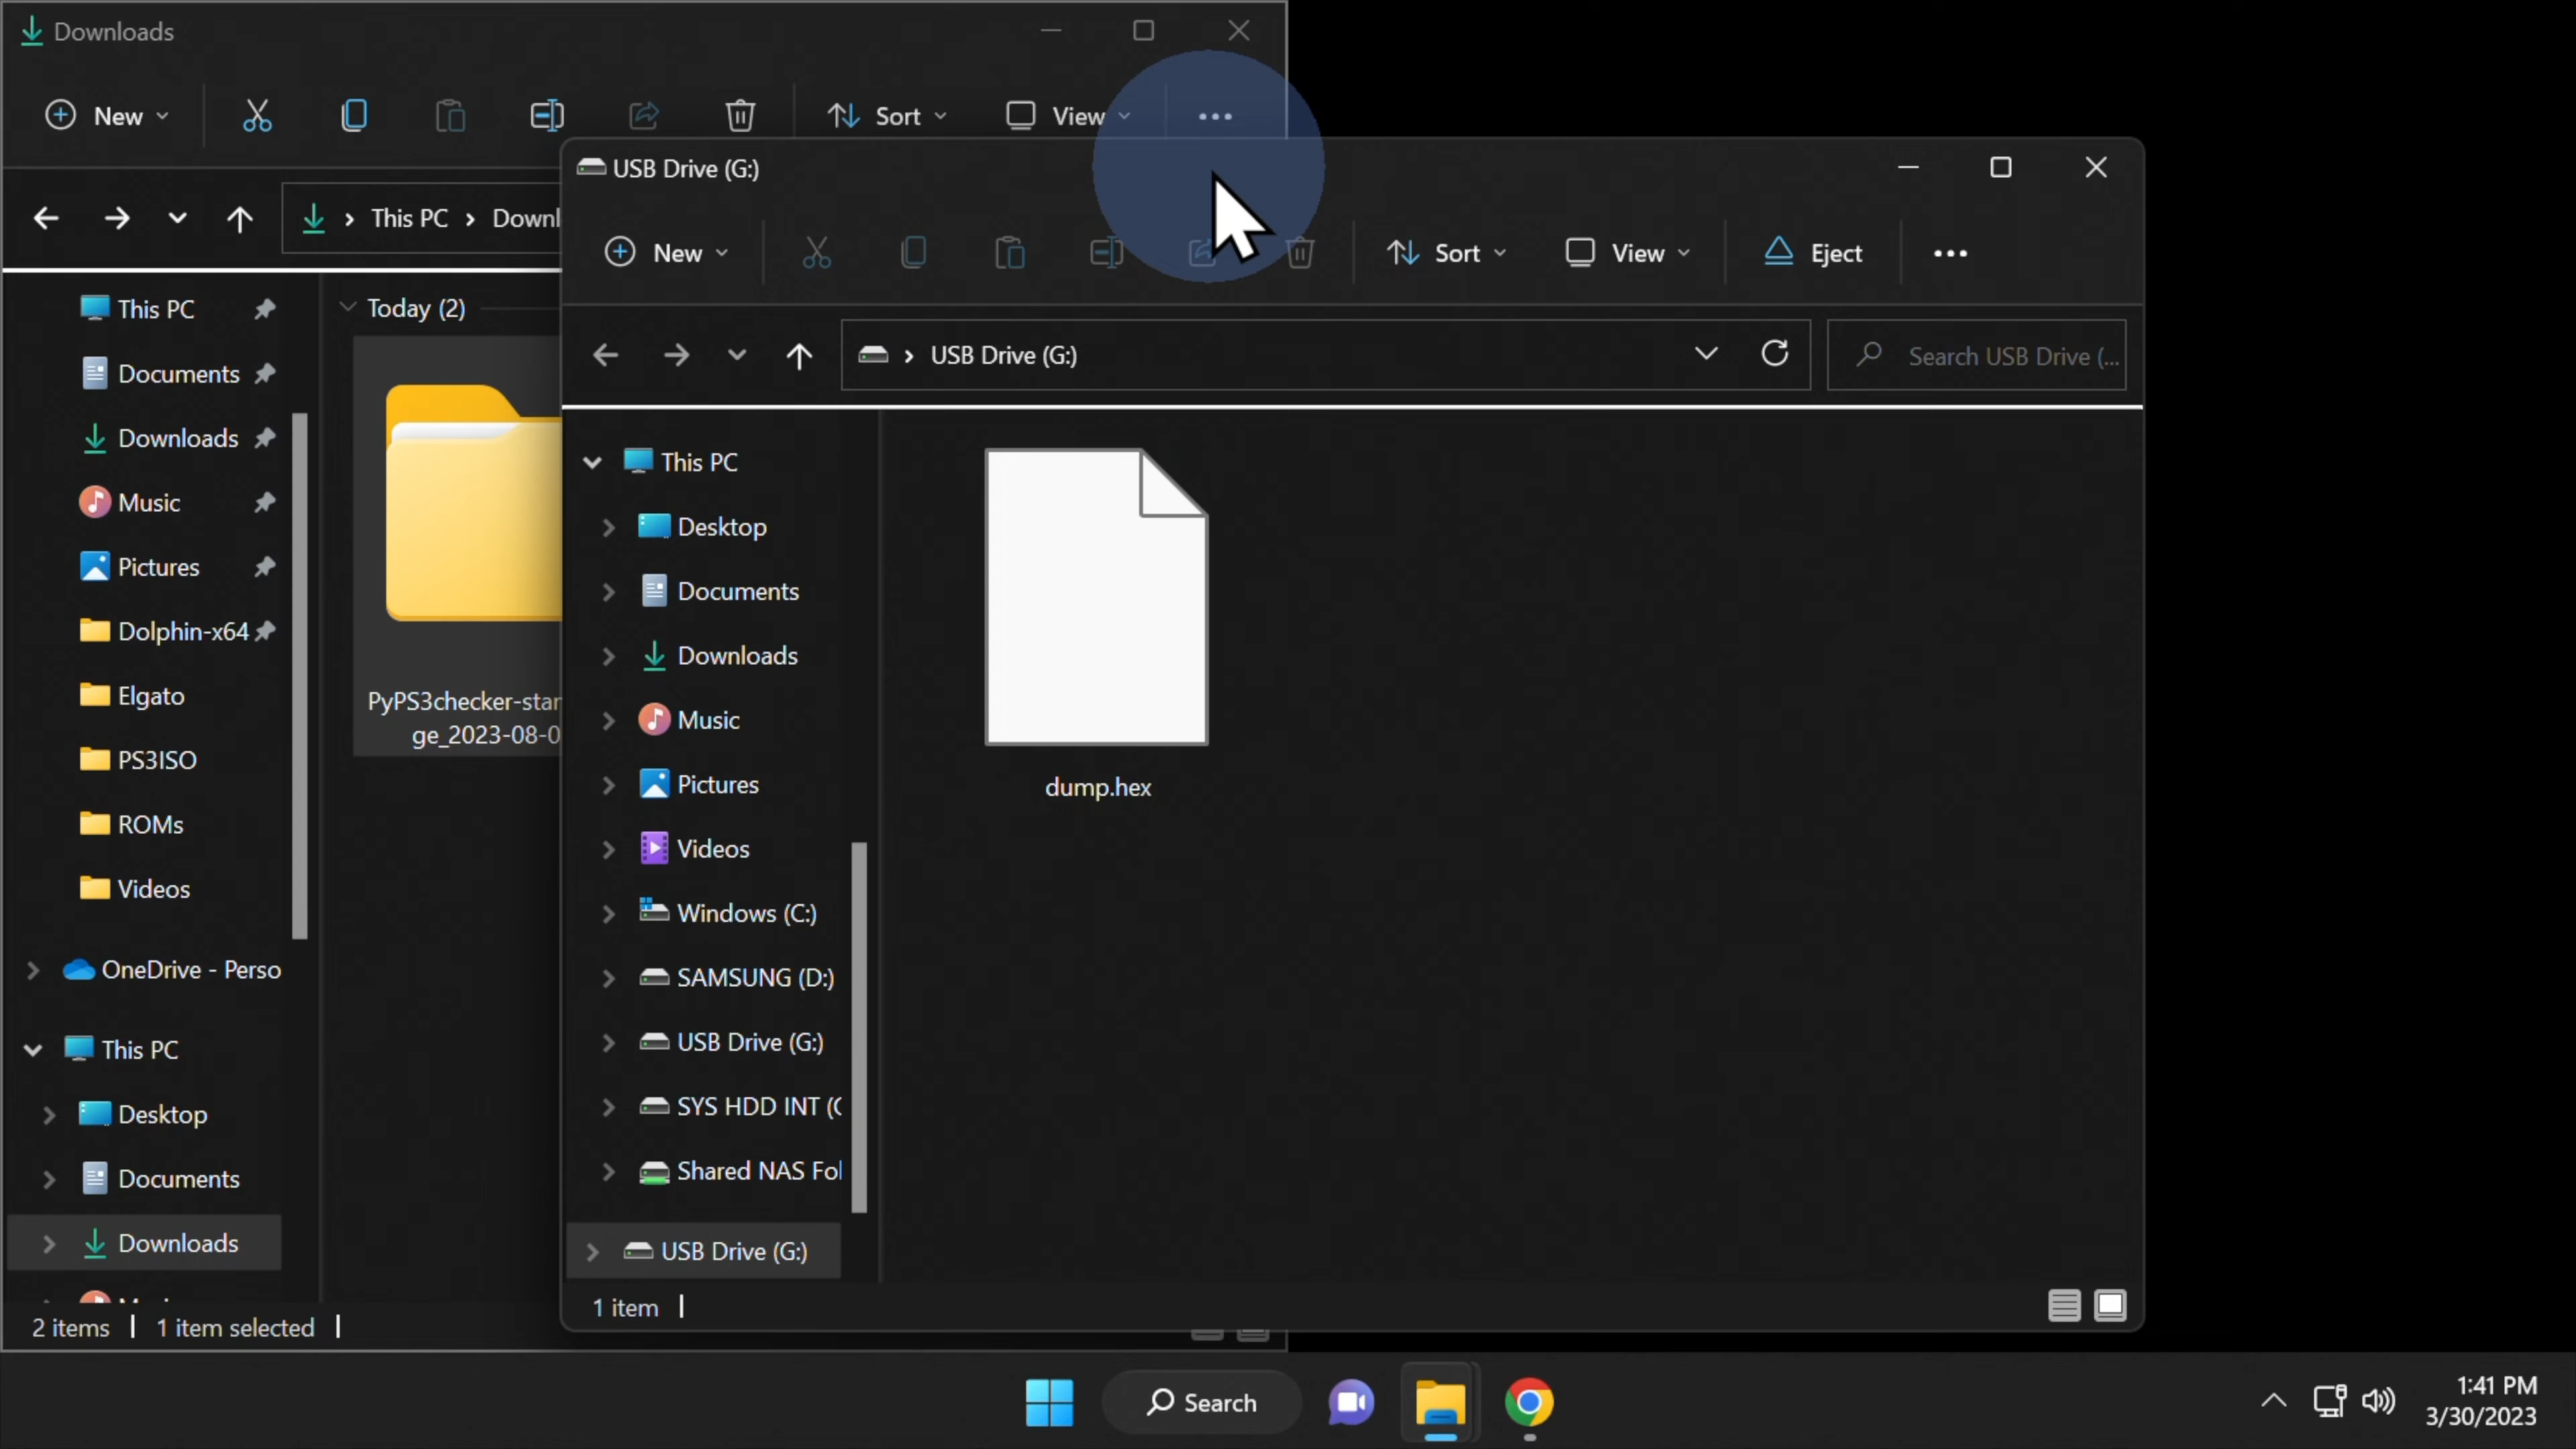 Downloads
New
Sort
View
This PC
Downl
This PC
Documents
Downloads
Music
Pictures
Dolphin-x64
Elgato
PS3ISO
ROMs
Videos
OneDrive - Perso
This PC
Desktop
Documents
Downloads
2 items
1 item selected
Today (2)
PyPS3checker-star
ge_2023-08-0
USB Drive (G:)
New
Sort
View
Eject
USB Drive (G:)
Search USB Drive (...
This PC
Desktop
Documents
Downloads
Music
Pictures
Videos
Windows (C:)
SAMSUNG (D:)
USB Drive (G:)
SYS HDD INT (
Shared NAS Fol
USB Drive (G:)
dump.hex
1 item
Search
1:41 PM
3/30/2023